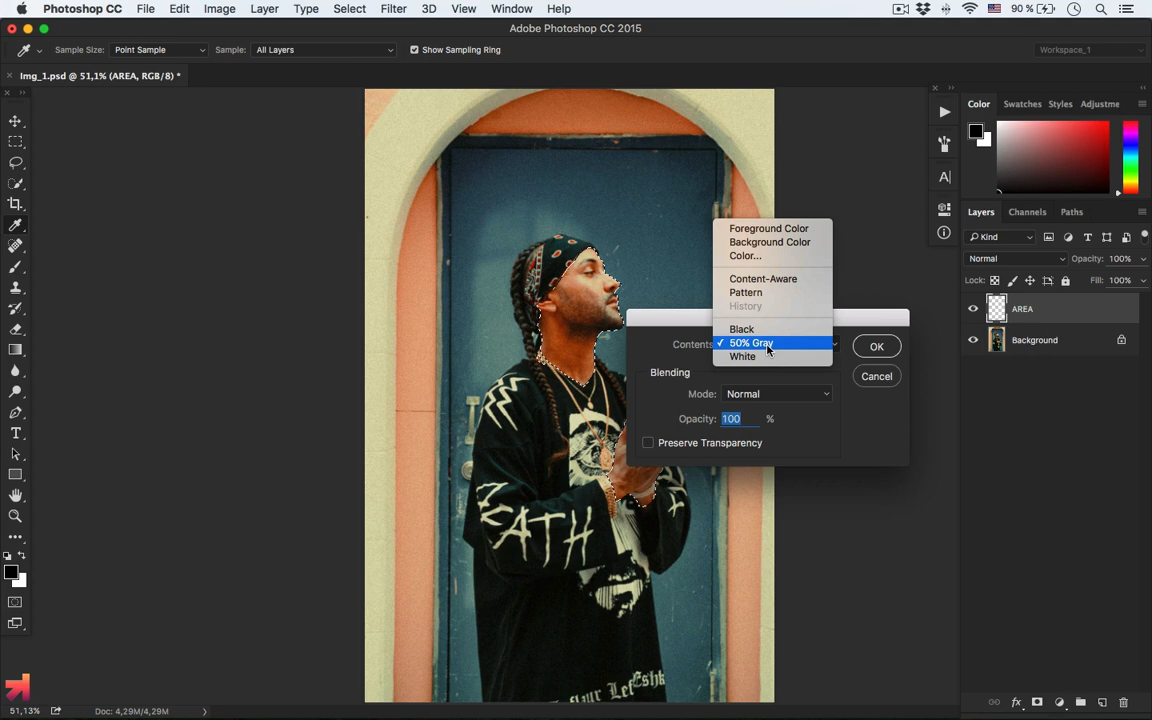 Photoshop CC File Edit Image Layer Type Select Filter 3D View Window Help 90 %
Adobe Photoshop CC 2015
Sample Size: Point Sample Sample: All Layers Show Sampling Ring Workspace_1
Img_1.psd @ 51,1% (AREA, RGB/8) *
Color Swatches Styles Adjustme
Layers Channels Paths
Kind
Normal Opacity: 100%
Lock: Fill: 100%
AREA
Background
Foreground Color
Background Color
Color...
Content-Aware
Pattern
History
Black
Contents 50% Gray OK
White
Blending Cancel
Mode: Normal
Opacity: 100 %
Preserve Transparency
EATH
51,13% Doc: 4,29M/4,29M